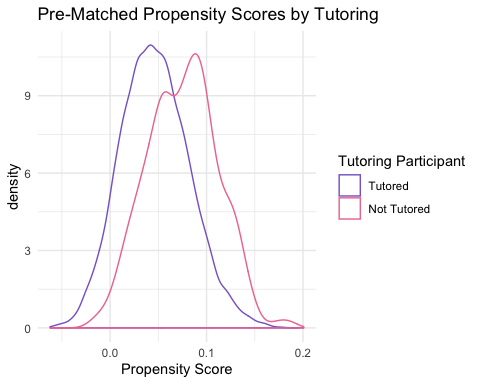 Pre-Matched Propensity Scores by Tutoring
9
6
3
0
density
0.0 0.1 0.2
Propensity Score
Tutoring Participant
Tutored
Not Tutored